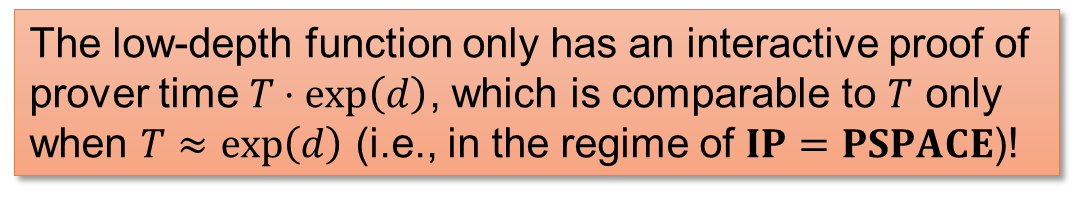 The low-depth function only has an interactive proof of
prover time T · exp(d), which is comparable to T only
when T ≈ exp(d) (i.e., in the regime of IP = PSPACE)!